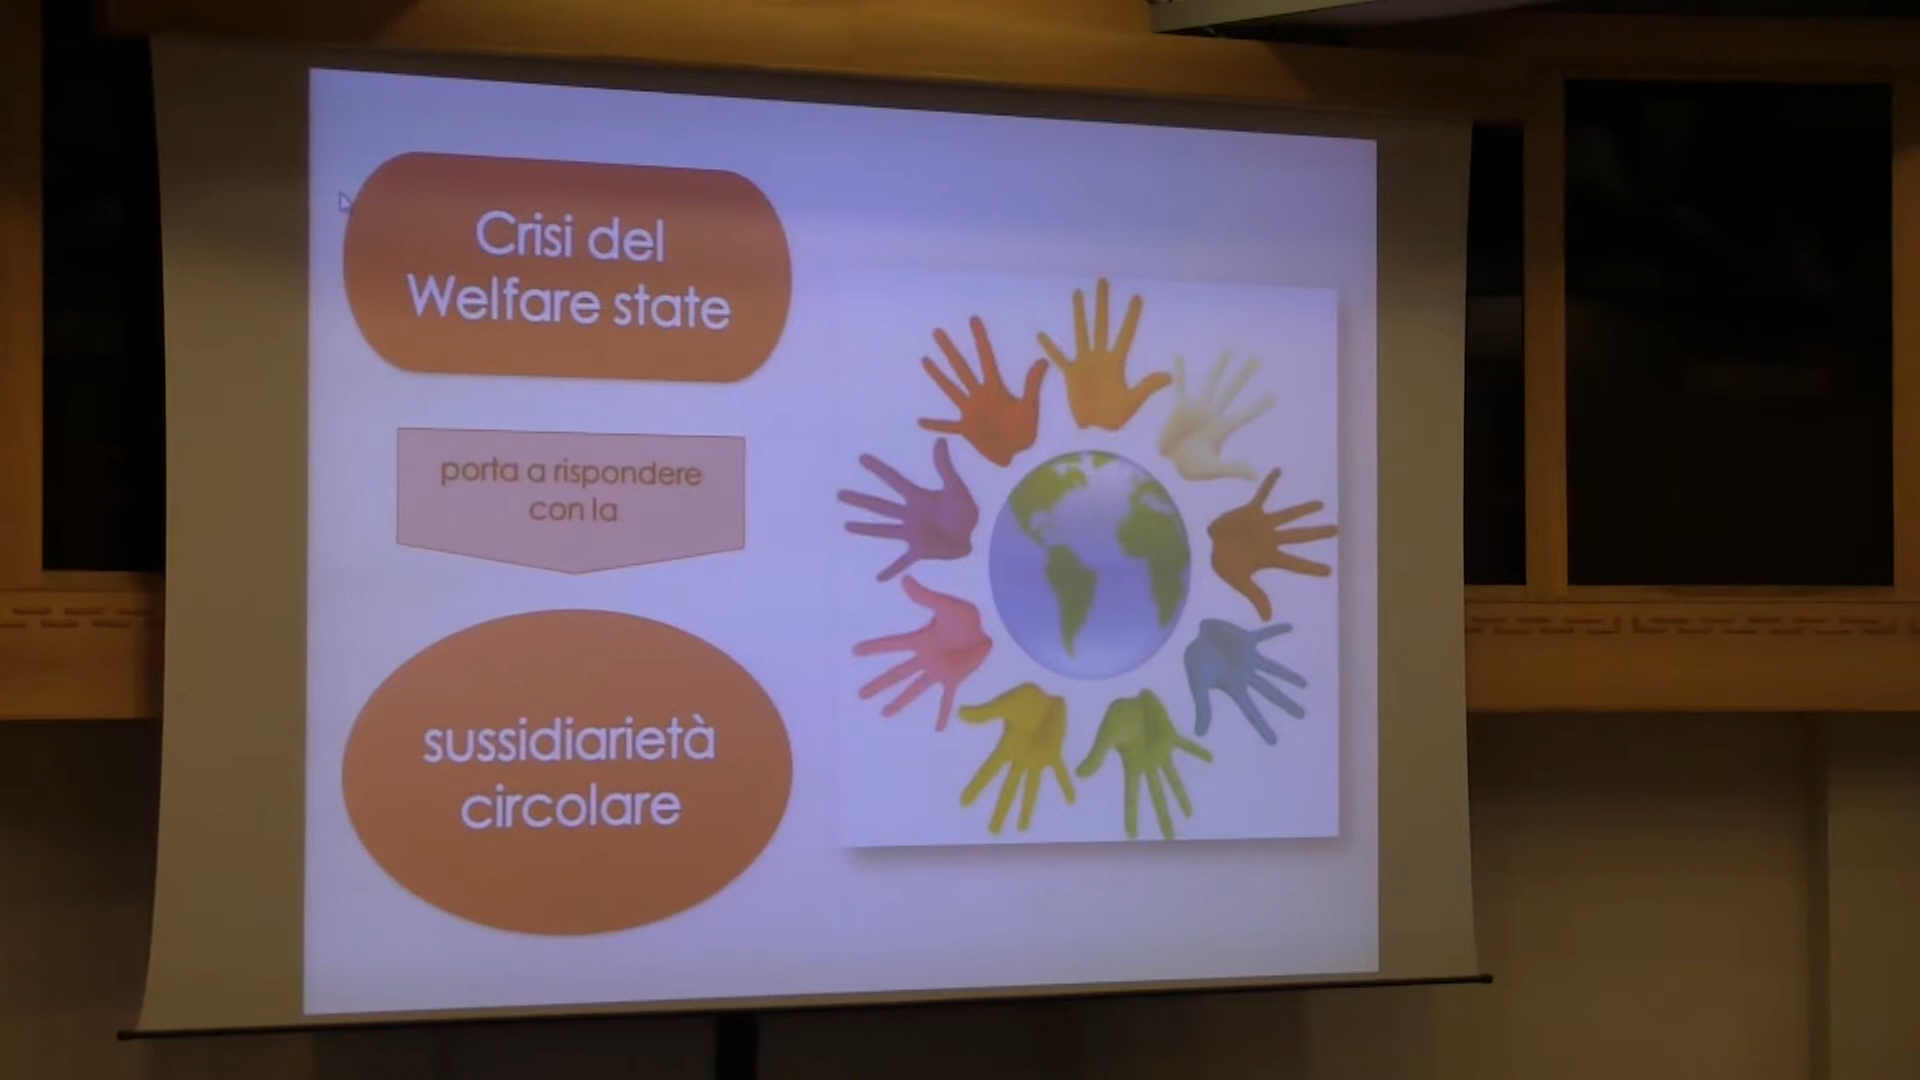 Crisi del
Welfare state
porta a rispondere
con la
sussidiarietà
circolare